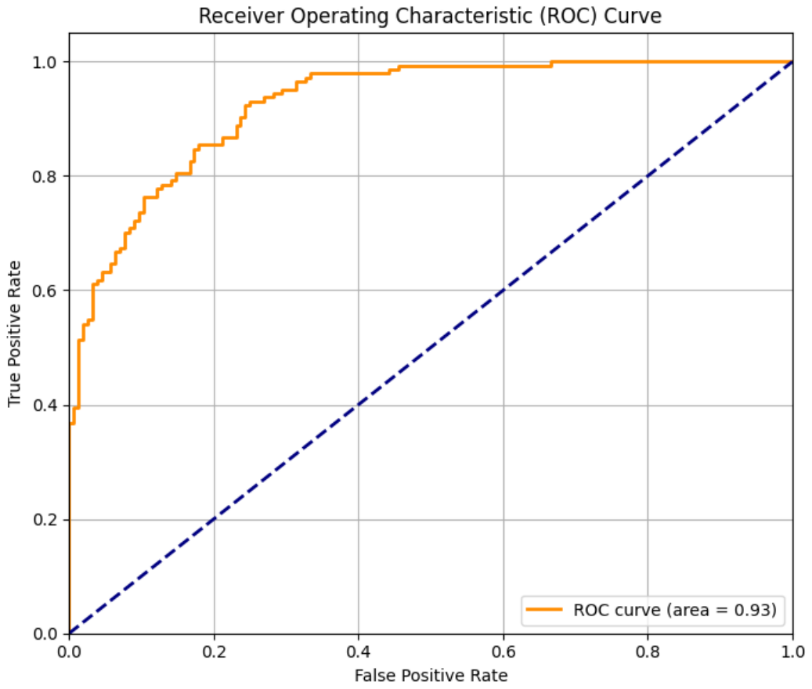 Receiver Operating Characteristic (ROC) Curve
True Positive Rate
1.0
0.8
0.6
0.4
0.2
0.0
0.0 0.2 0.4 0.6 0.8 1.0
False Positive Rate
ROC curve (area = 0.93)